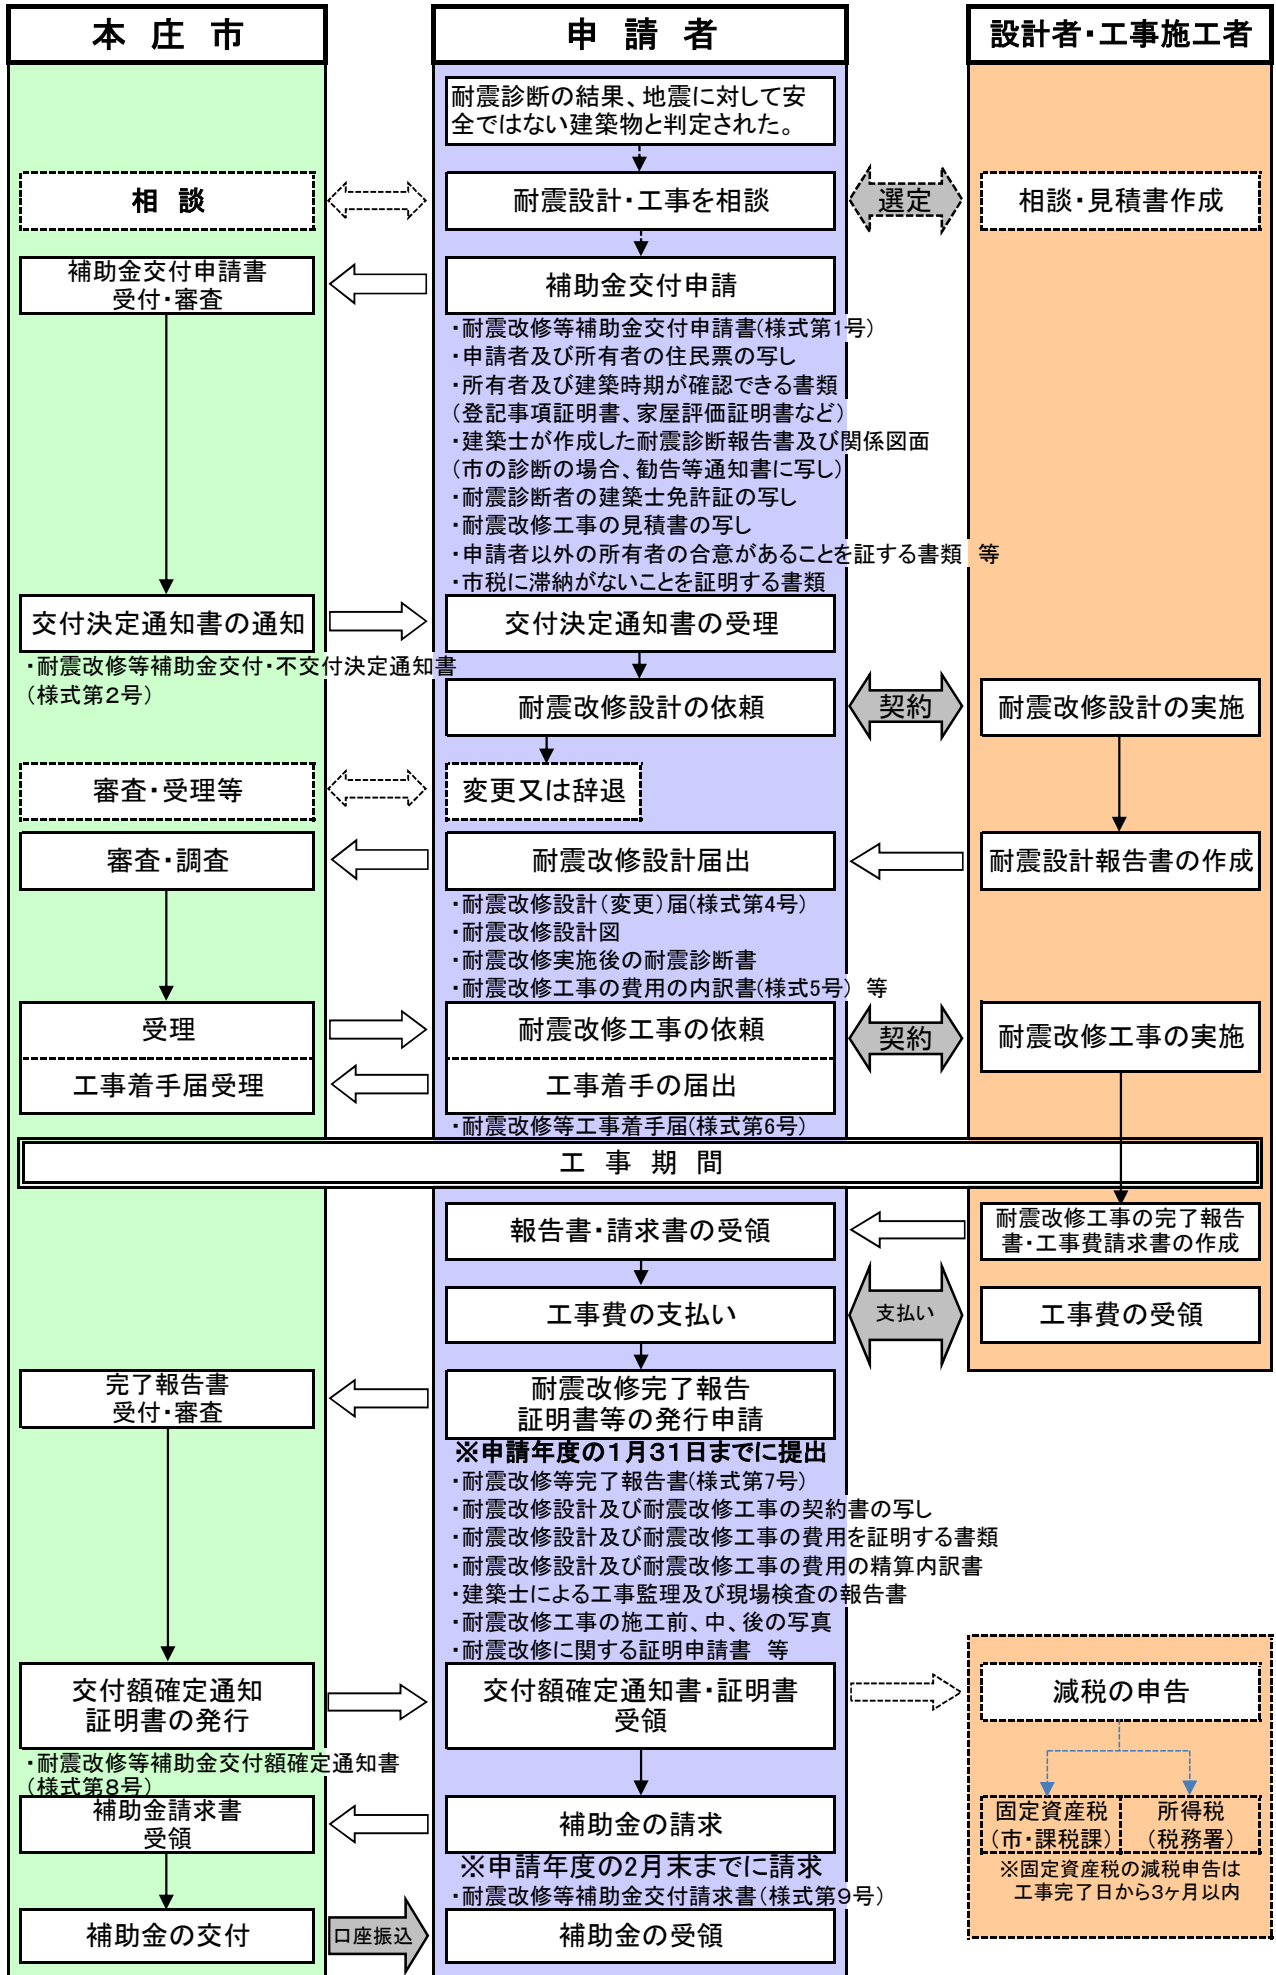 本 庄 市
申 請 者
設計者・工事施工者
耐震診断の結果、地震に対して安
全ではない建築物と判定された。
相 談
耐震設計・工事を相談
選定
相談・見積書作成
補助金交付申請書
受付・審査
補助金交付申請
・耐震改修等補助金交付申請書(様式第1号)
・申請者及び所有者の住民票の写し
・所有者及び建築時期が確認できる書類
(登記事項証明書、家屋評価証明書など)
・建築士が作成した耐震診断報告書及び関係図面
(市の診断の場合、勧告等通知書に写し)
・耐震診断者の建築士免許証の写し
・耐震改修工事の見積書の写し
・申請者以外の所有者の合意があることを証する書類 等
・市税に滞納がないことを証明する書類
交付決定通知書の通知
交付決定通知書の受理
・耐震改修等補助金交付・不交付決定通知書
(様式第2号)
耐震改修設計の依頼
契約
耐震改修設計の実施
審査・受理等
変更又は辞退
審査・調査
耐震改修設計届出
耐震設計報告書の作成
・耐震改修設計(変更)届(様式第4号)
・耐震改修設計図
・耐震改修実施後の耐震診断書
・耐震改修工事の費用の内訳書(様式5号) 等
受理
耐震改修工事の依頼
契約
耐震改修工事の実施
工事着手届受理
工事着手の届出
・耐震改修等工事着手届(様式第6号)
工 事 期 間
報告書・請求書の受領
耐震改修工事の完了報告
書・工事費請求書の作成
工事費の支払い
支払い
工事費の受領
完了報告書
受付・審査
耐震改修完了報告
証明書等の発行申請
※申請年度の1月31日までに提出
・耐震改修等完了報告書(様式第7号)
・耐震改修設計及び耐震改修工事の契約書の写し
・耐震改修設計及び耐震改修工事の費用を証明する書類
・耐震改修設計及び耐震改修工事の費用の精算内訳書
・建築士による工事監理及び現場検査の報告書
・耐震改修工事の施工前、中、後の写真
・耐震改修に関する証明申請書 等
交付額確定通知
証明書の発行
交付額確定通知書・証明書
受領
減税の申告
・耐震改修等補助金交付額確定通知書
(様式第8号)
補助金請求書
受領
補助金の請求
固定資産税
(市・課税課)
所得税
(税務署)
※申請年度の2月末までに請求
・耐震改修等補助金交付請求書(様式第9号)
※固定資産税の減税申告は
工事完了日から3ヶ月以内
補助金の交付
口座振込
補助金の受領